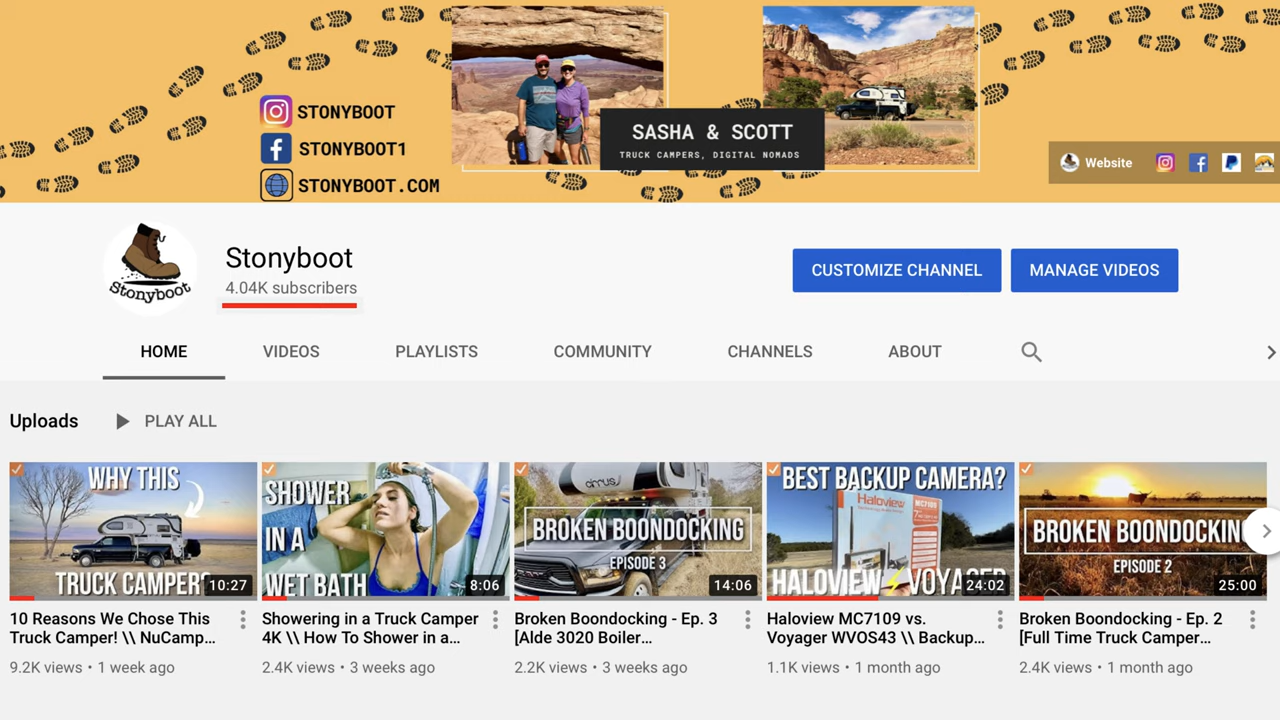 STONYBOOT
STONYBOOT1
STONYBOOT.COM
SASHA & SCOTT
TRUCK CAMPERS, DIGITAL NOMADS
Website
Stonyboot
Stonyboot
4.04K subscribers
CUSTOMIZE CHANNEL
MANAGE VIDEOS
HOME
VIDEOS
PLAYLISTS
COMMUNITY
CHANNELS
ABOUT
Uploads
PLAY ALL
WHY THIS
TRUCK CAMPER?
10:27
SHOWER
IN A
WET BATH
8:06
cirrus
BROKEN BOONDOCKING
EPISODE 3
14:06
BEST BACKUP CAMERA?
Haloview
MC7109
HALOVIEW VOYAGER
24:02
BROKEN BOONDOCKING
EPISODE 2
25:00
10 Reasons We Chose This
Truck Camper! \\ NuCamp...
9.2K views • 1 week ago
Showering in a Truck Camper
4K \\ How To Shower in a...
2.4K views • 3 weeks ago
Broken Boondocking - Ep. 3
[Alde 3020 Boiler...
2.2K views • 3 weeks ago
Haloview MC7109 vs.
Voyager WVOS43 \\ Backup...
1.1K views • 1 month ago
Broken Boondocking - Ep. 2
[Full Time Truck Camper...
2.4K views • 1 month ago